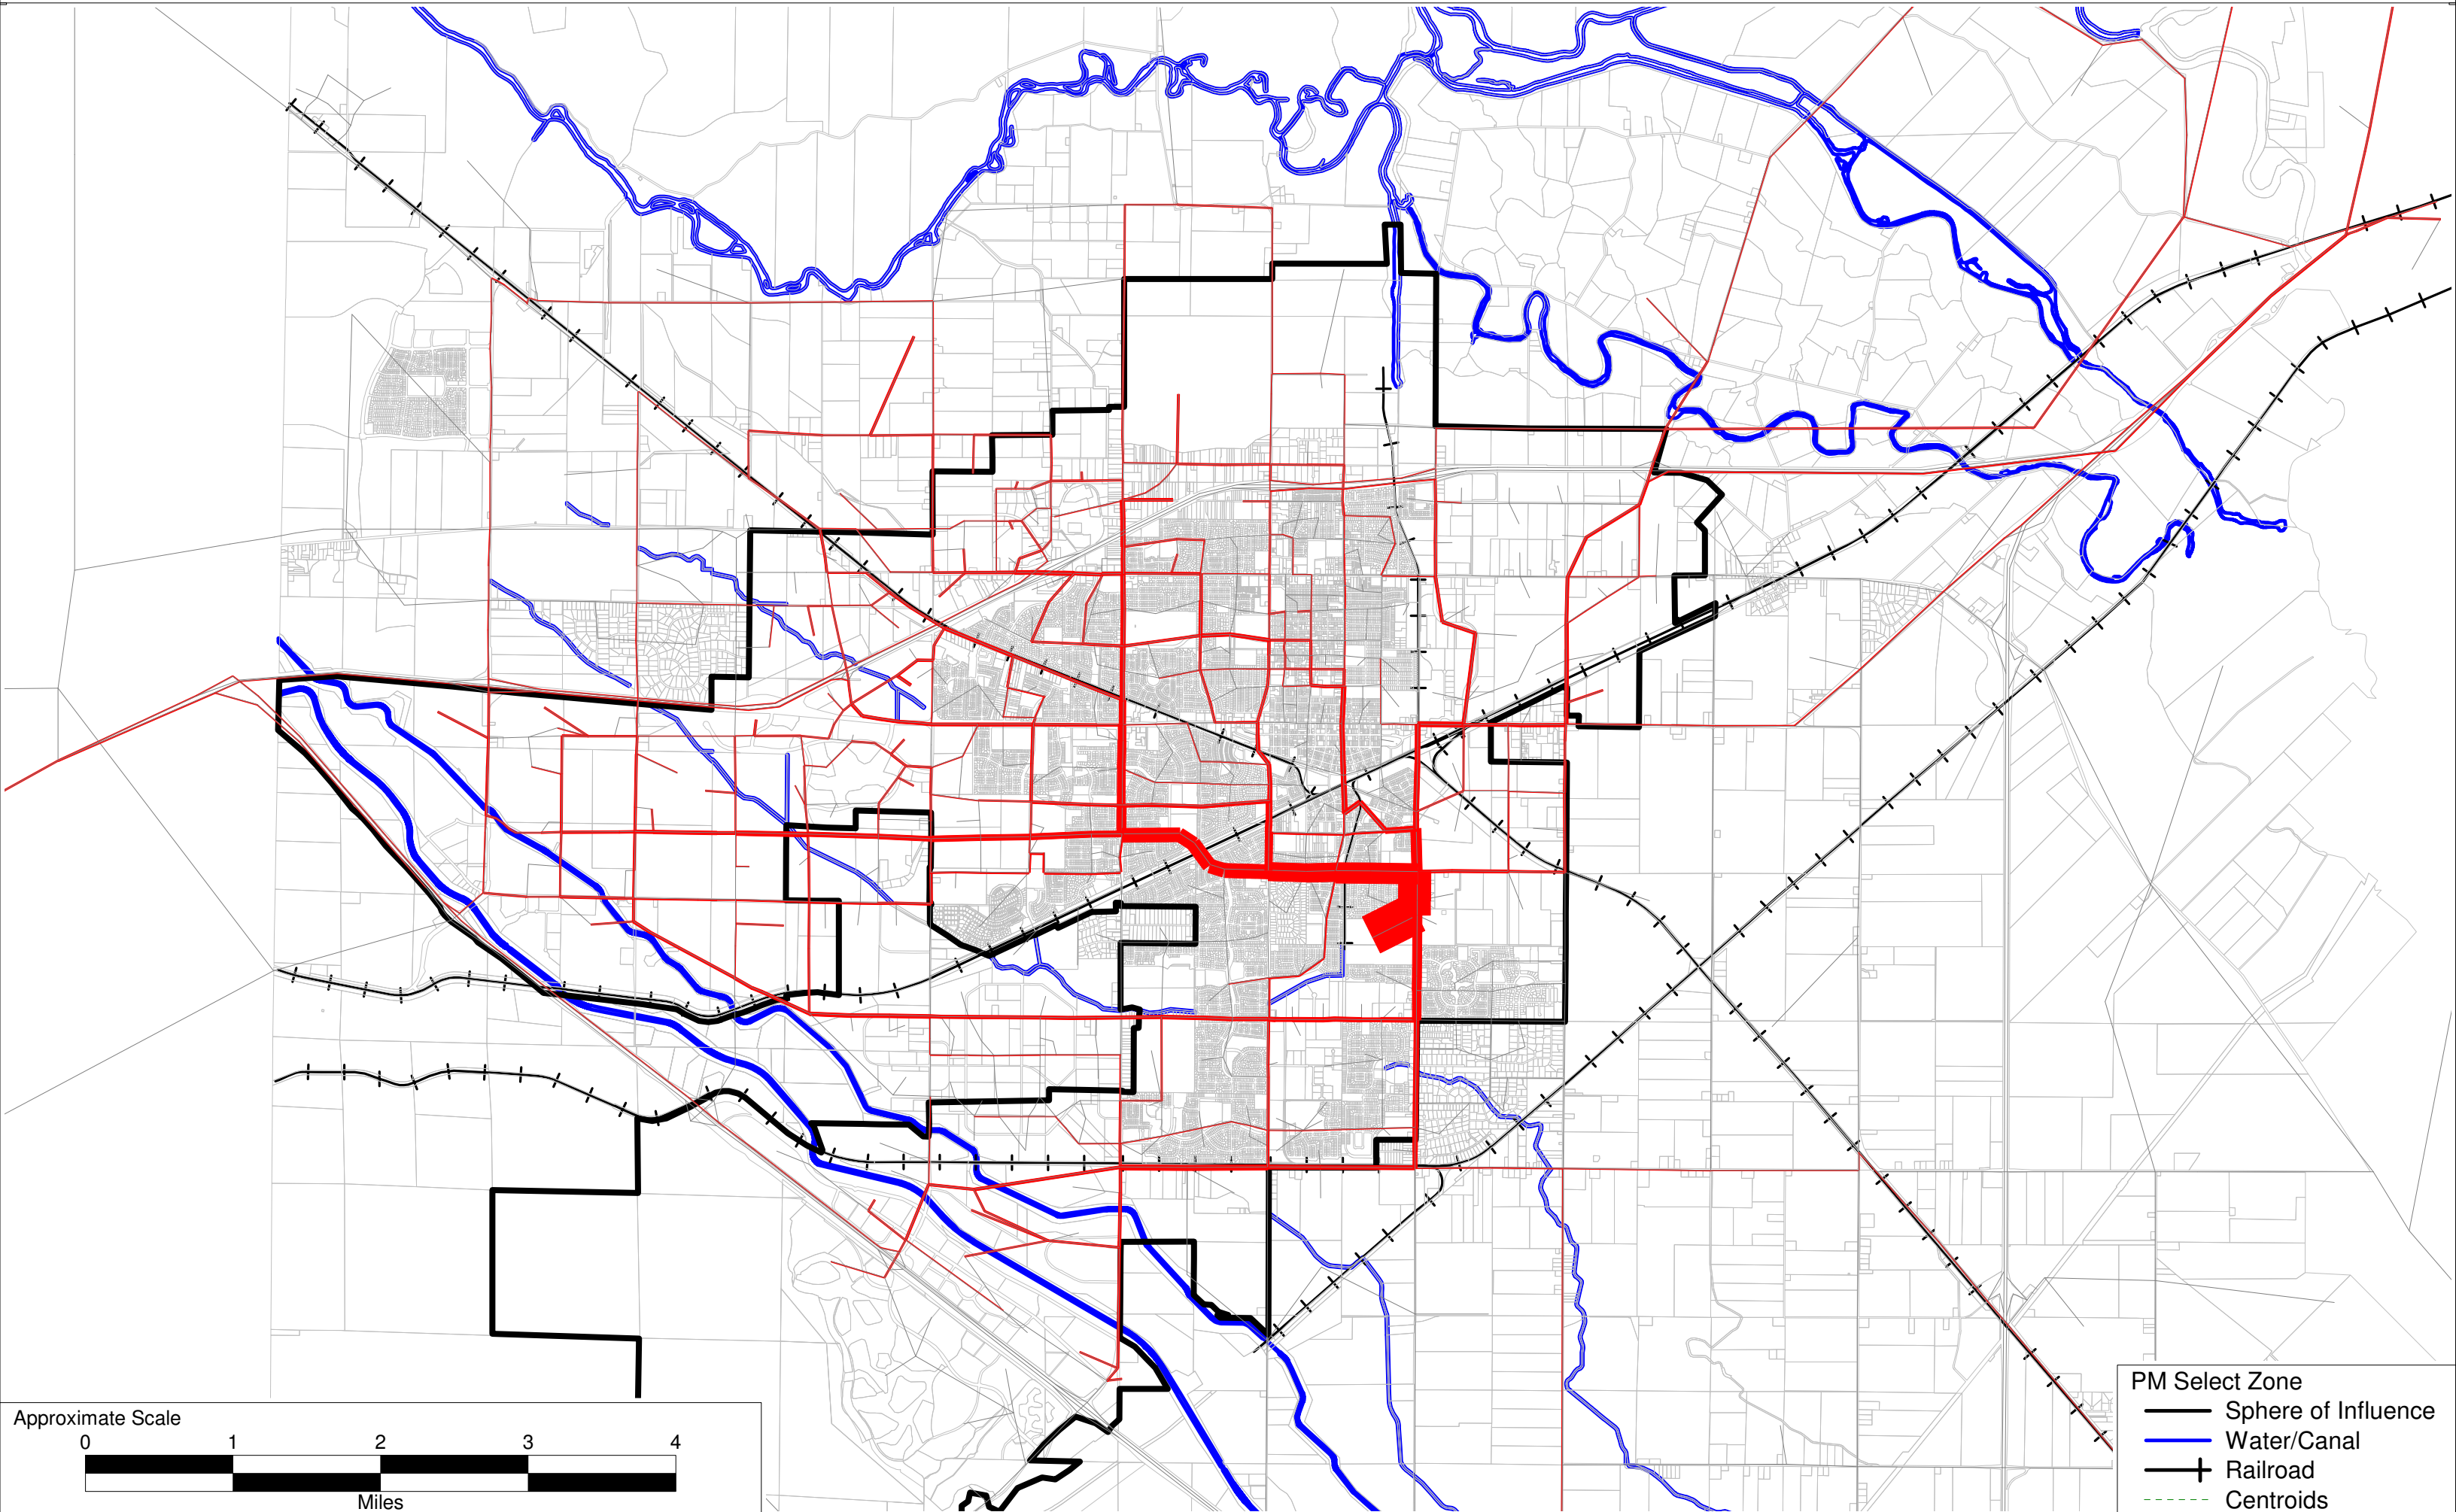 Approximate Scale
0 1 2 3 4
Miles
PM Select Zone
Sphere of Influence
Water/Canal
Railroad
Centroids